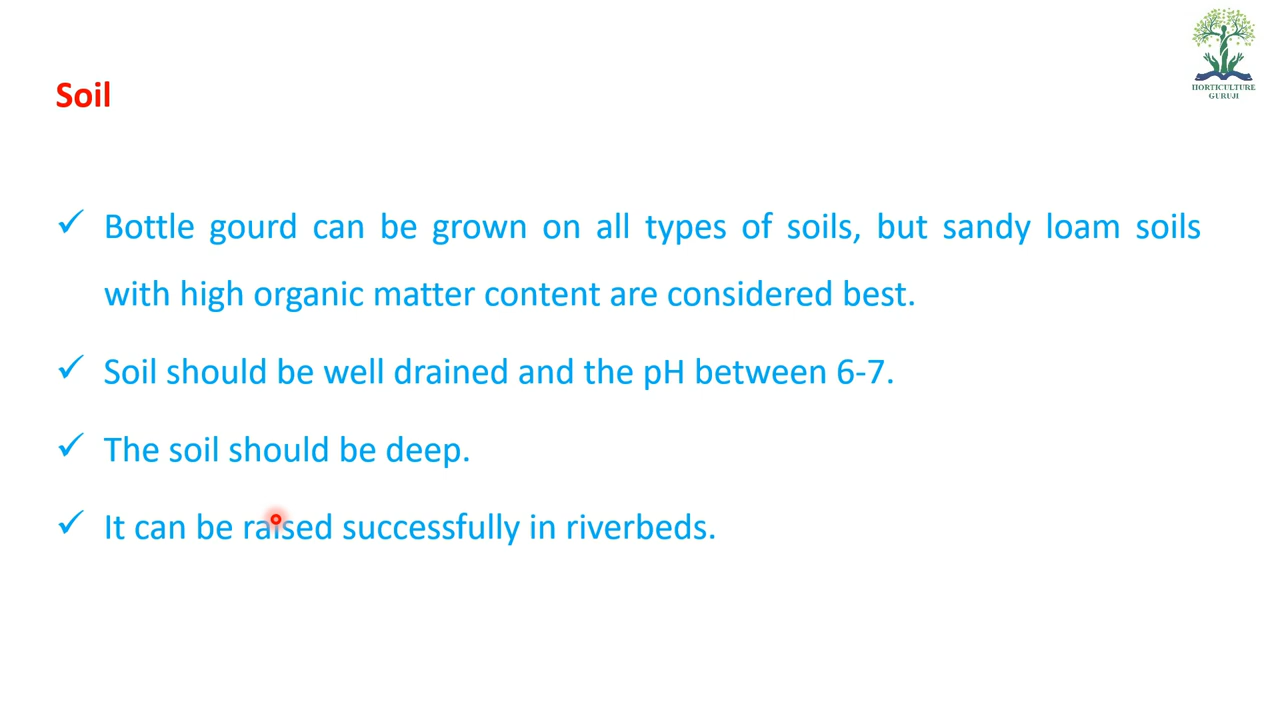 HORTICULTURE
GURUJI
Soil
✓ Bottle gourd can be grown on all types of soils, but sandy loam soils
with high organic matter content are considered best.
✓ Soil should be well drained and the pH between 6-7.
✓ The soil should be deep.
✓ It can be raised successfully in riverbeds.